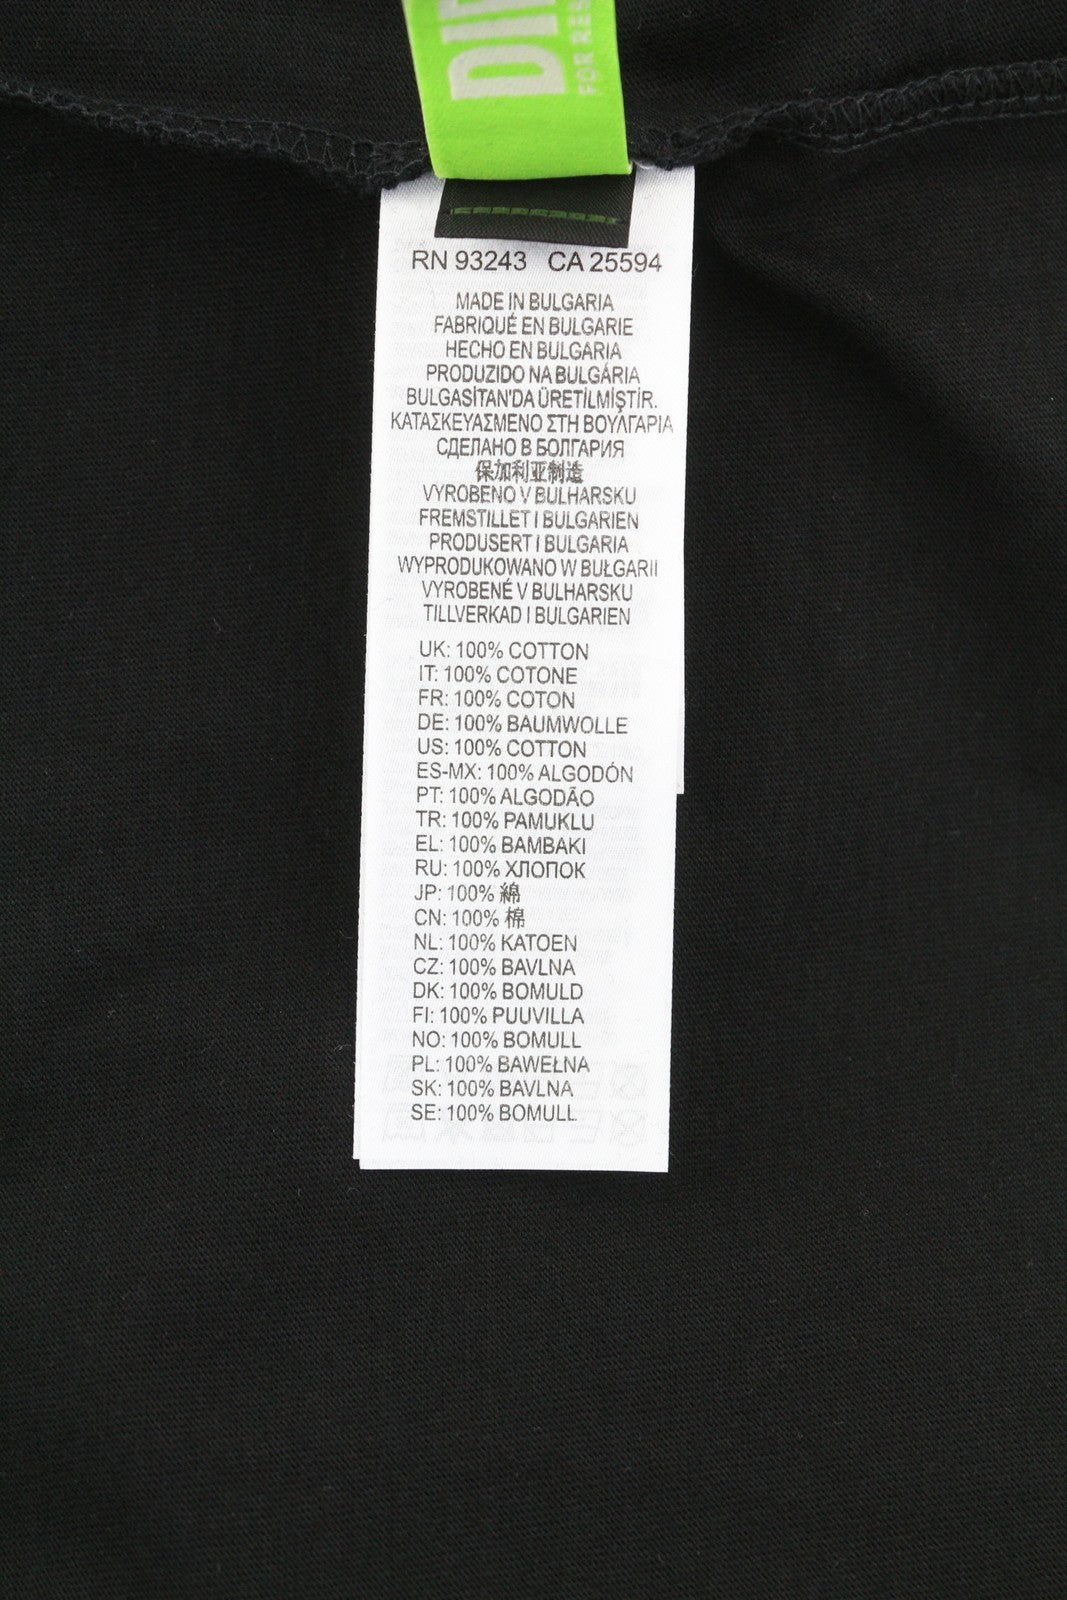 DIE
FOR RES
RN 93243 CA 25594
MADE IN BULGARIA
FABRIQUÉ EN BULGARIE
HECHO EN BULGARIA
PRODUZIDO NA BULGÁRIA
BULGASİTAN'DA ÜRETİLMİŞTİR.
ΚΑΤΑΣΚΕΥΑΣΜΕΝΟ ΣΤΗ ΒΟΥΛΓΑΡΙΑ
СДЕЛАНО В БОЛГАРИЯ
保加利亚制造
VYROBENO V BULHARSKU
FREMSTILLET I BULGARIEN
PRODUSERT I BULGARIA
WYPRODUKOWANO W BUŁGARII
VYROBENÉ V BULHARSKU
TILLVERKAD I BULGARIEN
UK: 100% COTTON
IT: 100% COTONE
FR: 100% COTON
DE: 100% BAUMWOLLE
US: 100% COTTON
ES-MX: 100% ALGODÓN
PT: 100% ALGODÃO
TR: 100% PAMUKLU
EL: 100% ΒΑΜΒΑΚΙ
RU: 100% ХЛОПОК
JP: 100% 綿
CN: 100% 棉
NL: 100% KATOEN
CZ: 100% BAVLNA
DK: 100% BOMULD
FI: 100% PUUVILLA
NO: 100% BOMULL
PL: 100% BAWEŁNA
SK: 100% BAVLNA
SE: 100% BOMULL